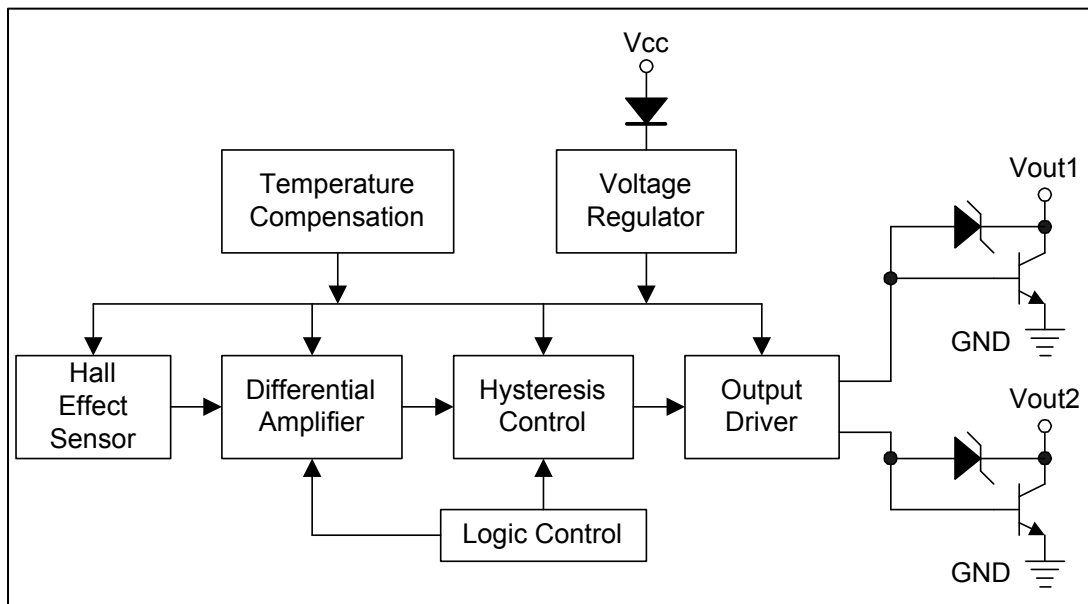 Vcc
Temperature
Compensation
Voltage
Regulator
Vout1
GND
Hall
Effect
Sensor
Differential
Amplifier
Hysteresis
Control
Output
Driver
Vout2
Logic Control
GND